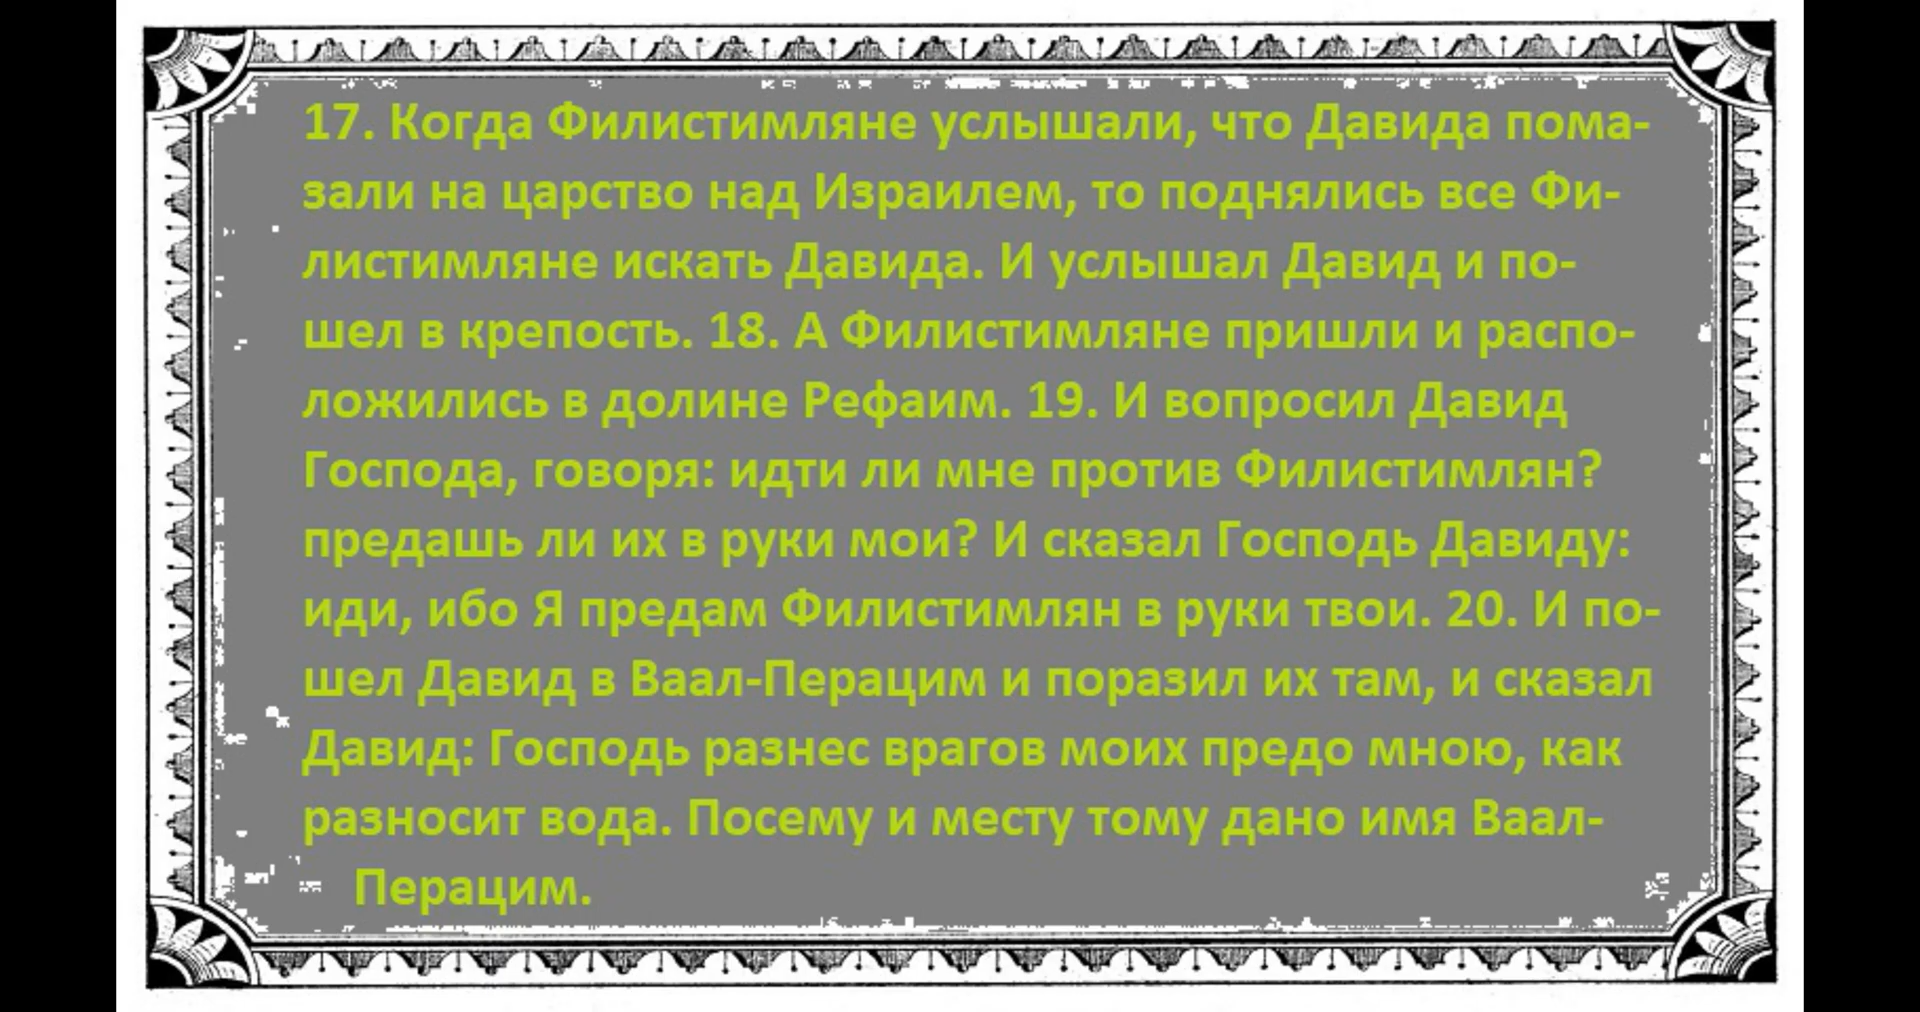 17. Когда Филистимляне услышали, что Давида пома-
зали на царство над Израилем, то поднялись все Фи-
листимляне искать Давида. И услышал Давид и по-
шел в крепость. 18. А Филистимляне пришли и распо-
ложились в долине Рефаим. 19. И вопросил Давид
Господа, говоря: идти ли мне против Филистимлян?
предашь ли их в руки мои? И сказал Господь Давиду:
иди, ибо Я предам Филистимлян в руки твои. 20. И по-
шел Давид в Ваал-Перацим и поразил их там, и сказал
Давид: Господь разнес врагов моих предо мною, как
разносит вода. Посему и месту тому дано имя Ваал-
Перацим.